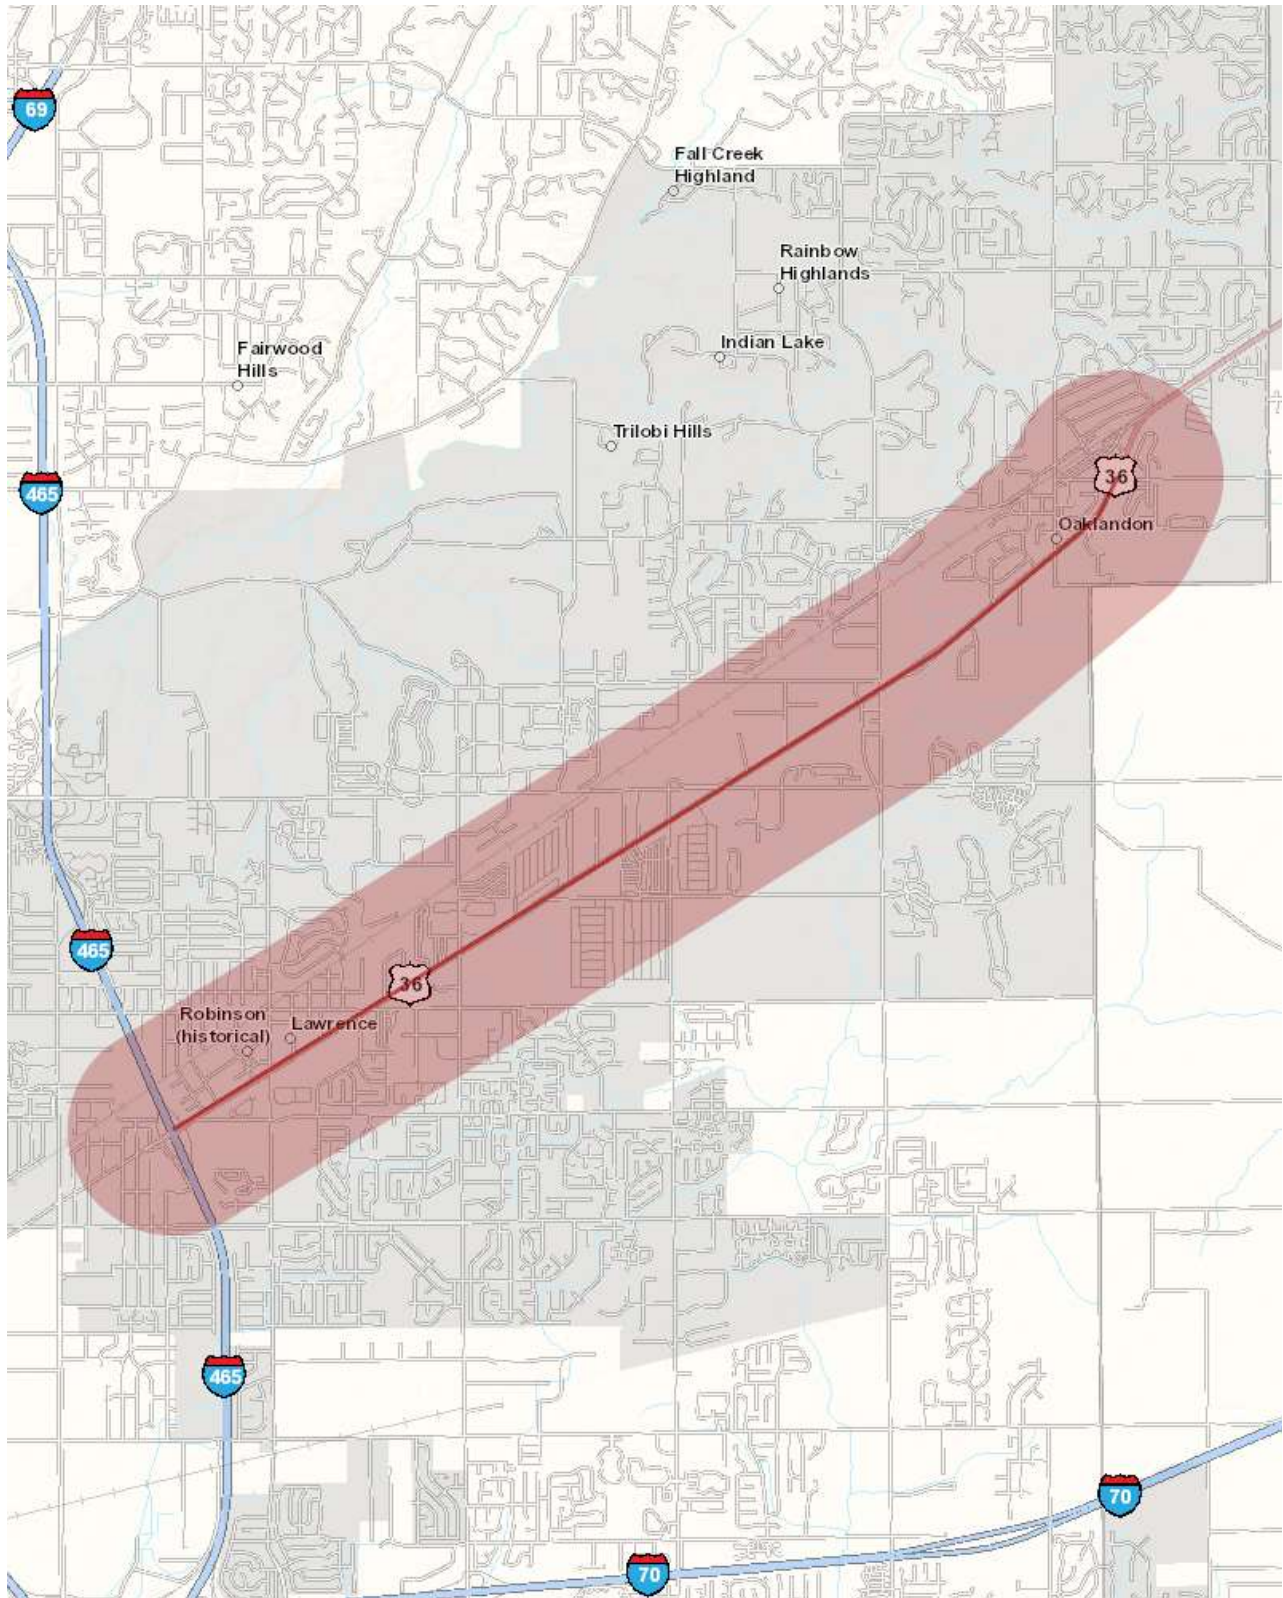 69
Fall Creek
Highland
Rainbow
Highlands
Indian Lake
Fairwood
Hills
Trilobi Hills
36
465
Oaklandon
465
36
Robinson
(historical)
Lawrence
465
70
70